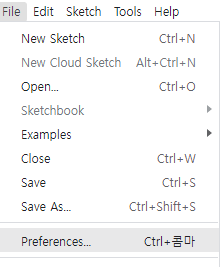 File Edit Sketch Tools Help
New Sketch Ctrl+N
New Cloud Sketch Alt+Ctrl+N
Open... Ctrl+O
Sketchbook
Examples
Close Ctrl+W
Save Ctrl+S
Save As... Ctrl+Shift+S
Preferences... Ctrl+콤마